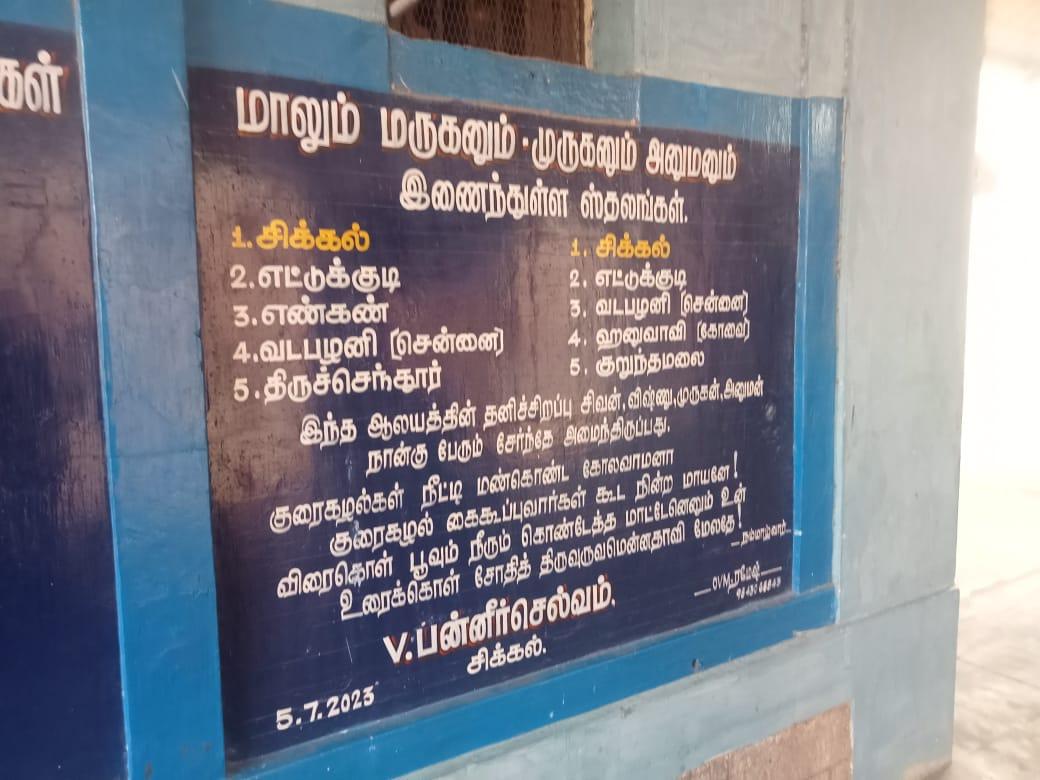 கள்
மாலும் மருகனும் · முருகனும் அனுமனும்
இணைந்துள்ள ஸ்தலங்கள்.
1. சிக்கல்
2. எட்டுக்குடி
3. எண்கண்
4. வடபழனி (சென்னை)
5. திருச்செந்தூர்
1. சிக்கல்
2. எட்டுக்குடி
3. வடபழனி (சென்னை)
4. ஹனுவாவி (கோவை)
5. குறுந்தமலை
இந்த ஆலயத்தின் தனிச்சிறப்பு சிவன், விஷ்ணு, முருகன், அனுமன்
நான்கு பேரும் சேர்ந்தே அமைந்திருப்பது.
குரைகழல்கள் நீட்டி மண்கொண்ட கோலவாமனா
குரைகழல் கைகூப்புவார்கள் கூட நின்ற மாயனே!
விரைகொள் பூவும் நீரும் கொண்டேத்த மாட்டேனெனும் உன்
உரைக்கொள் சோதித் திருவுருவமென்னதாவி மேலதே!
நம்மாழ்வார்
V. பன்னீர்செல்வம்.
சிக்கல்.
OVM ரமேஷ்
5.7.2023